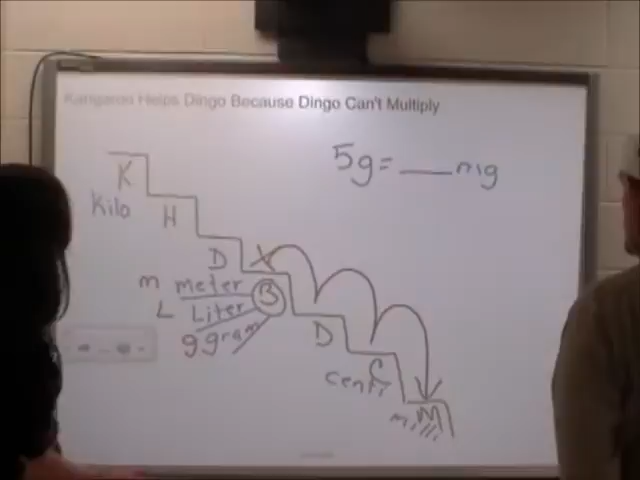 Kangaroo Helps Dingo Because Dingo Can't Multiply
5g = ___ mg
K
Kilo
H
D
m meter
L Liter
g gram
B
D
C
centi
M
milli